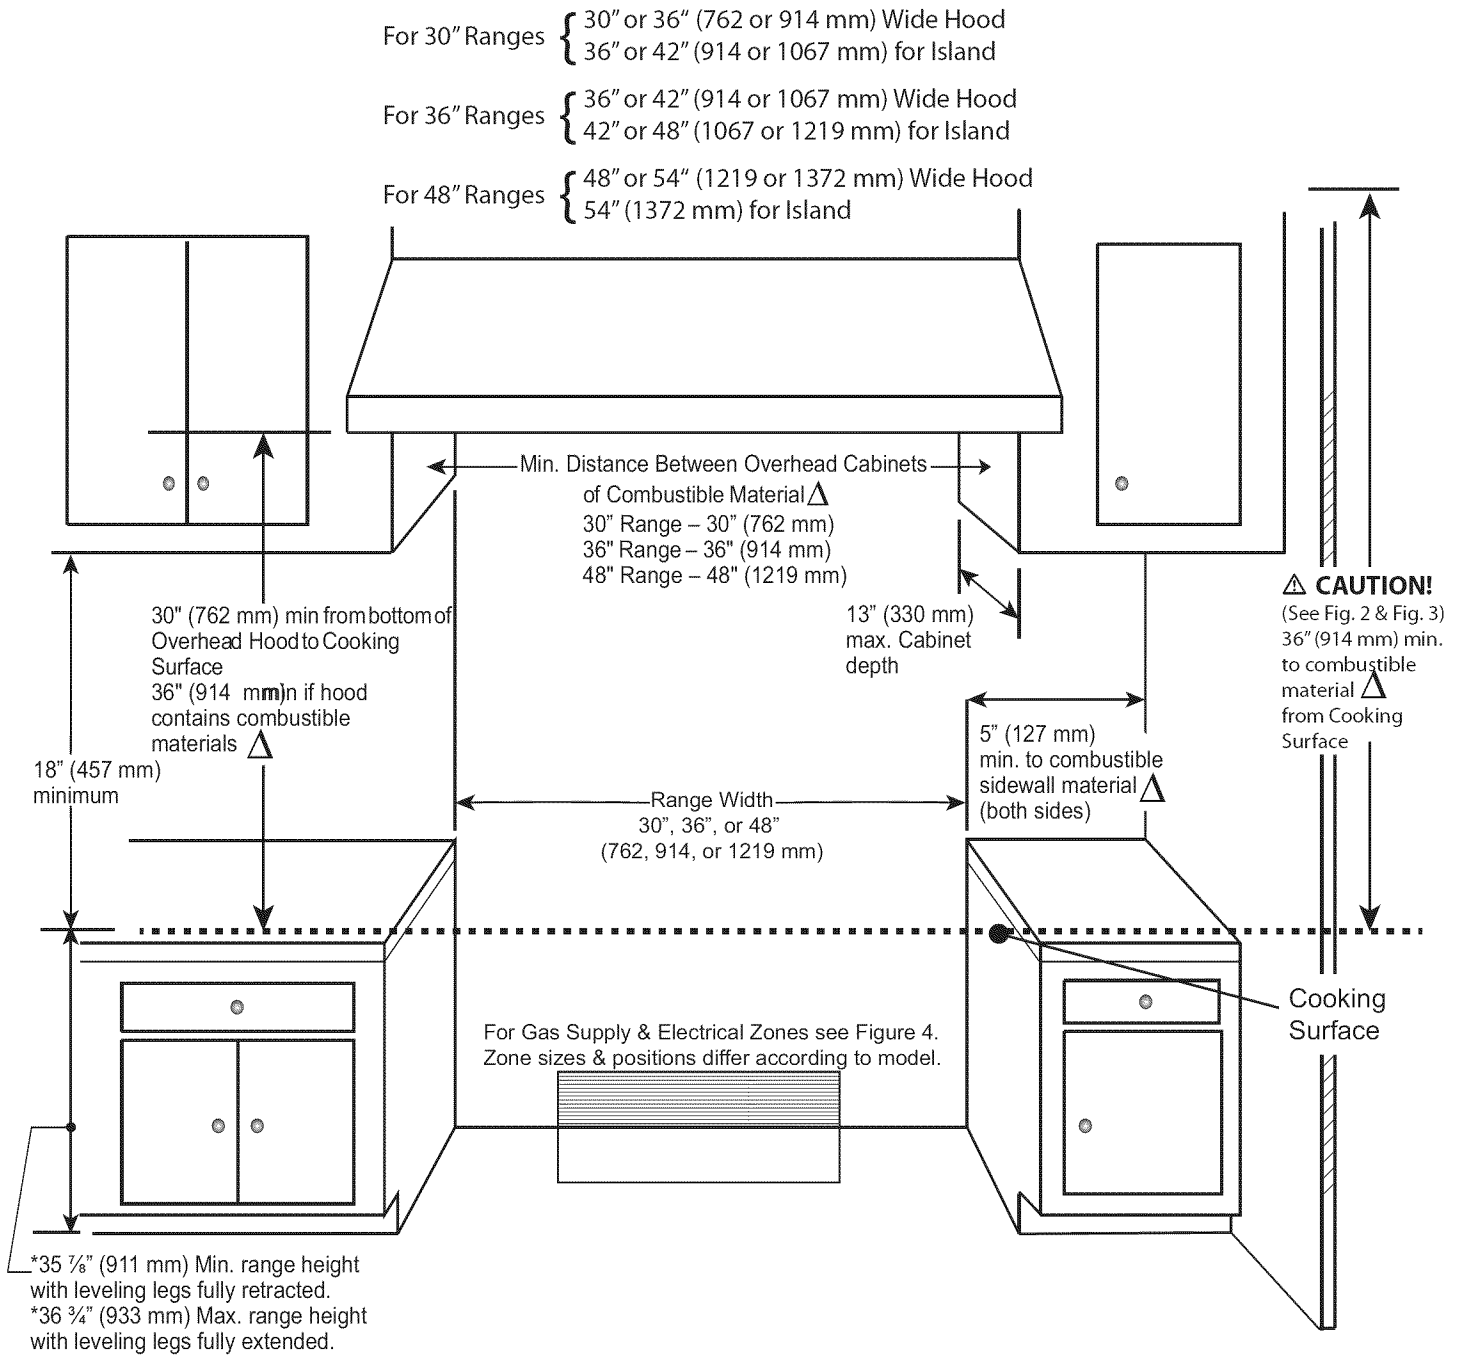 For 30” Ranges { 30” or 36“ (762 or 914 mm) Wide Hood
36” or 42” (914 or 1067 mm) for Island
For 36” Ranges { 36” or 42” (914 or 1067 mm) Wide Hood
42” or 48” (1067 or 1219 mm) for Island
For 48” Ranges { 48” or 54“ (1219 or 1372 mm) Wide Hood
54” (1372 mm) for Island
Min. Distance Between Overhead Cabinets
of Combustible Material Δ
30” Range – 30” (762 mm)
36" Range – 36" (914 mm)
48" Range – 48" (1219 mm)
30" (762 mm) min from bottom of
Overhead Hood to Cooking
Surface
36" (914 mm)in if hood
contains combustible
materials Δ
13” (330 mm)
max. Cabinet
depth
⚠ CAUTION!
(See Fig. 2 & Fig. 3)
36” (914 mm) min.
to combustible
material Δ
from Cooking
Surface
5” (127 mm)
min. to combustible
sidewall material Δ
(both sides)
18” (457 mm)
minimum
Range Width
30”, 36”, or 48”
(762, 914, or 1219 mm)
Cooking
Surface
For Gas Supply & Electrical Zones see Figure 4.
Zone sizes & positions differ according to model.
*35 ⅞” (911 mm) Min. range height
with leveling legs fully retracted.
*36 ¾” (933 mm) Max. range height
with leveling legs fully extended.